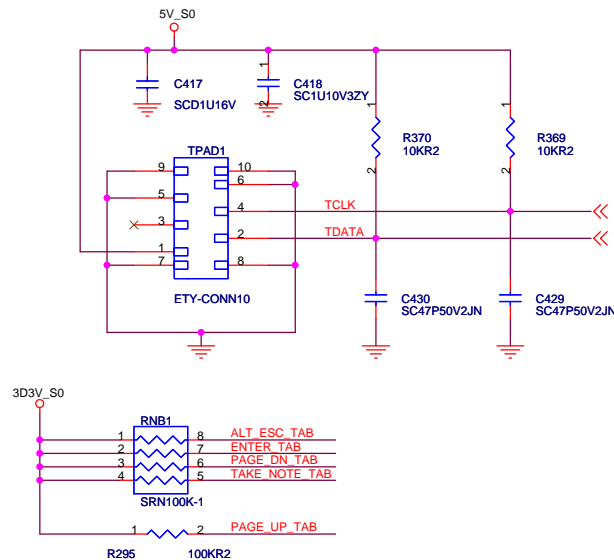 5V_S0
1
C417
C418
SC1U10V3ZY
SCD1U16V
2
1
1
R370
R369
10KR2
10KR2
TPAD1
9
10
2
2
6
5
4
TCLK
3
2
TDATA
1
7
8
C430
C429
ETY-CONN10
SC47P50V2JN
SC47P50V2JN
3D3V_S0
RNB1
1
8
ALT_ESC_TAB
2
7
ENTER_TAB
3
6
PAGE_DN_TAB
4
5
TAKE_NOTE_TAB
SRN100K-1
1
2
PAGE_UP_TAB
R295
100KR2